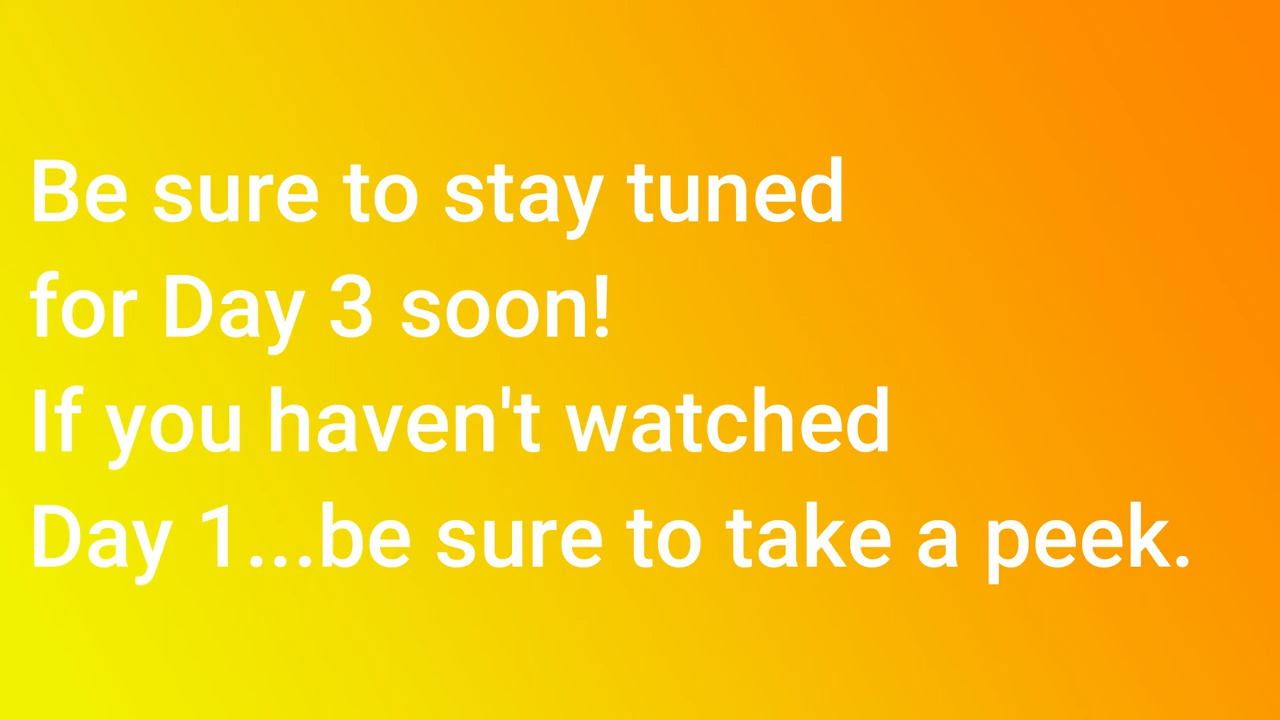 Be sure to stay tuned
for Day 3 soon!
If you haven't watched
Day 1...be sure to take a peek.